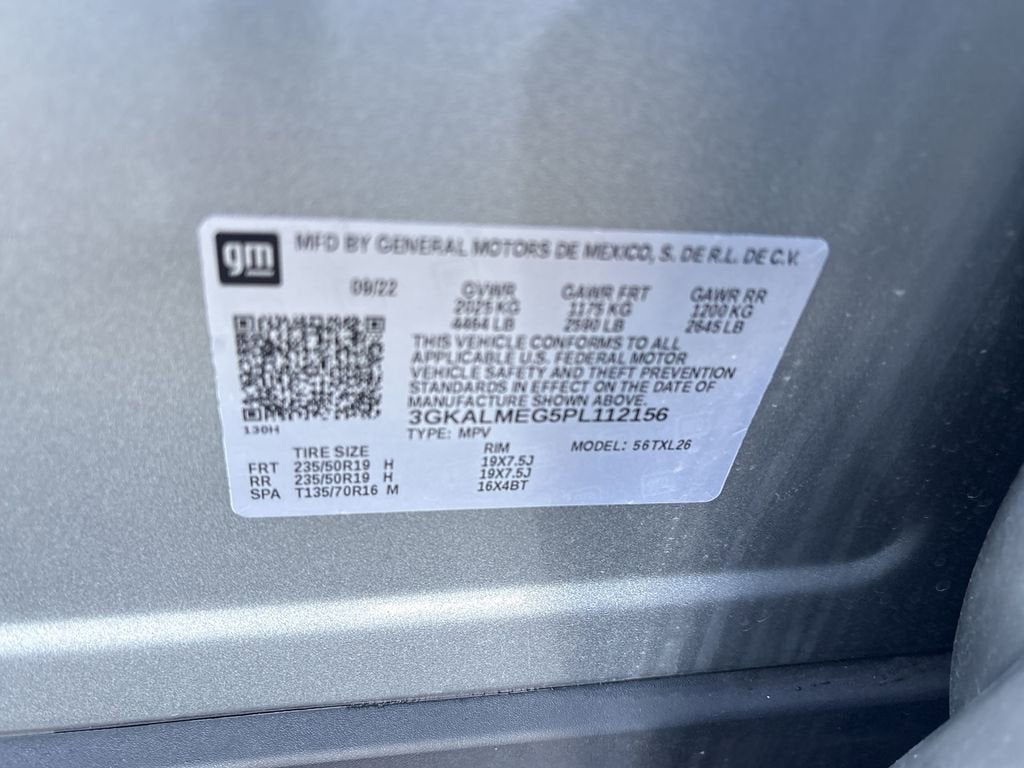 gm
MFD BY GENERAL MOTORS DE MEXICO, S. DE R.L. DE C.V.
09/22 GVWR GAWR FRT GAWR RR
2025 KG 1175 KG 1200 KG
4464 LB 2590 LB 2645 LB
THIS VEHICLE CONFORMS TO ALL
APPLICABLE U.S. FEDERAL MOTOR
VEHICLE SAFETY AND THEFT PREVENTION
STANDARDS IN EFFECT ON THE DATE OF
MANUFACTURE SHOWN ABOVE.
3GKALMEG5PL112156
130H
TYPE: MPV MODEL: 56TXL26
TIRE SIZE RIM
FRT 235/50R19 H 19X7.5J
RR 235/50R19 H 19X7.5J
SPA T135/70R16 M 16X4BT